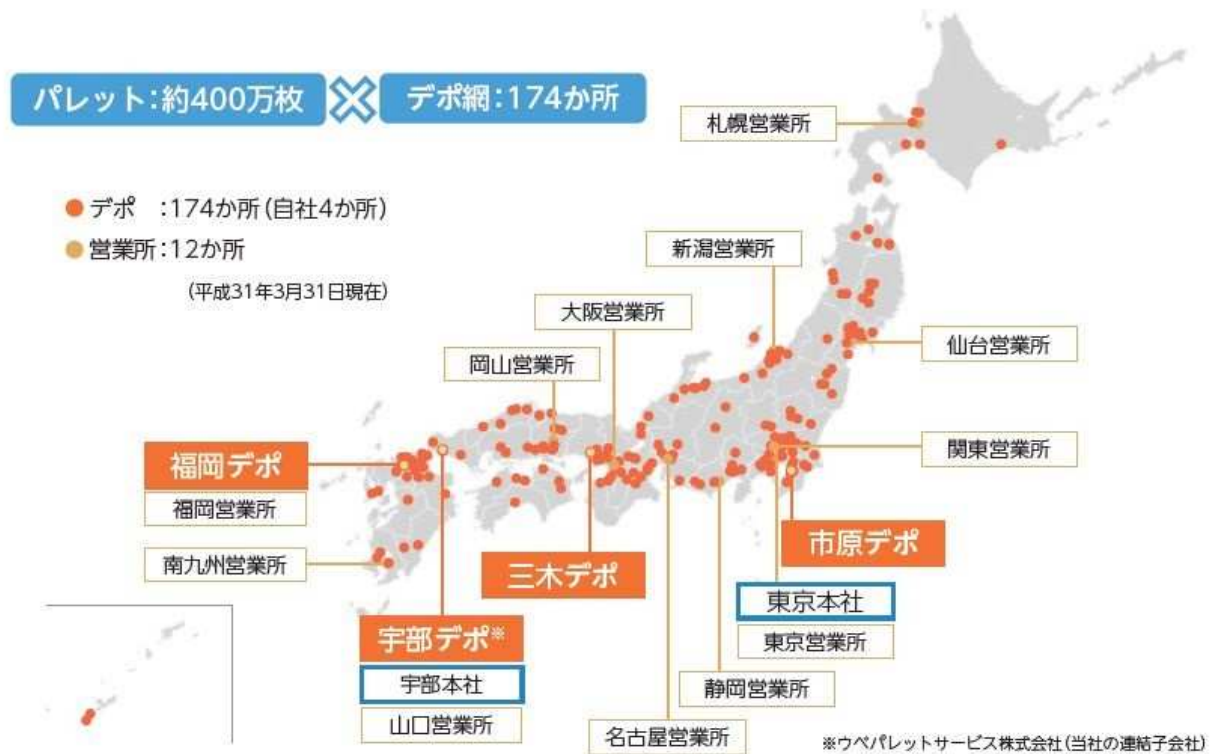 パレット：約400万枚 × デポ網：174か所
● デポ　：174か所（自社4か所）
● 営業所：12か所
（平成31年3月31日現在）
札幌営業所
新潟営業所
大阪営業所
仙台営業所
岡山営業所
関東営業所
福岡デポ
福岡営業所
市原デポ
南九州営業所
三木デポ
東京本社
東京営業所
宇部デポ※
宇部本社
山口営業所
静岡営業所
名古屋営業所
※ウベパレットサービス株式会社（当社の連結子会社）